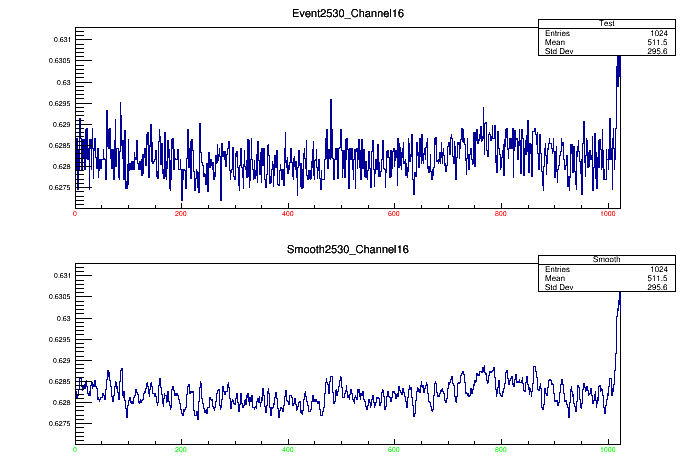 Event2530_Channel16
Test
Entries 1024
Mean 511.5
Std Dev 295.6
0.631
0.6305
0.63
0.6295
0.629
0.6285
0.628
0.6275
0 200 400 600 800 1000
Smooth2530_Channel16
Smooth
Entries 1024
Mean 511.5
Std Dev 295.6
0.631
0.6305
0.63
0.6295
0.629
0.6285
0.628
0.6275
0 200 400 600 800 1000